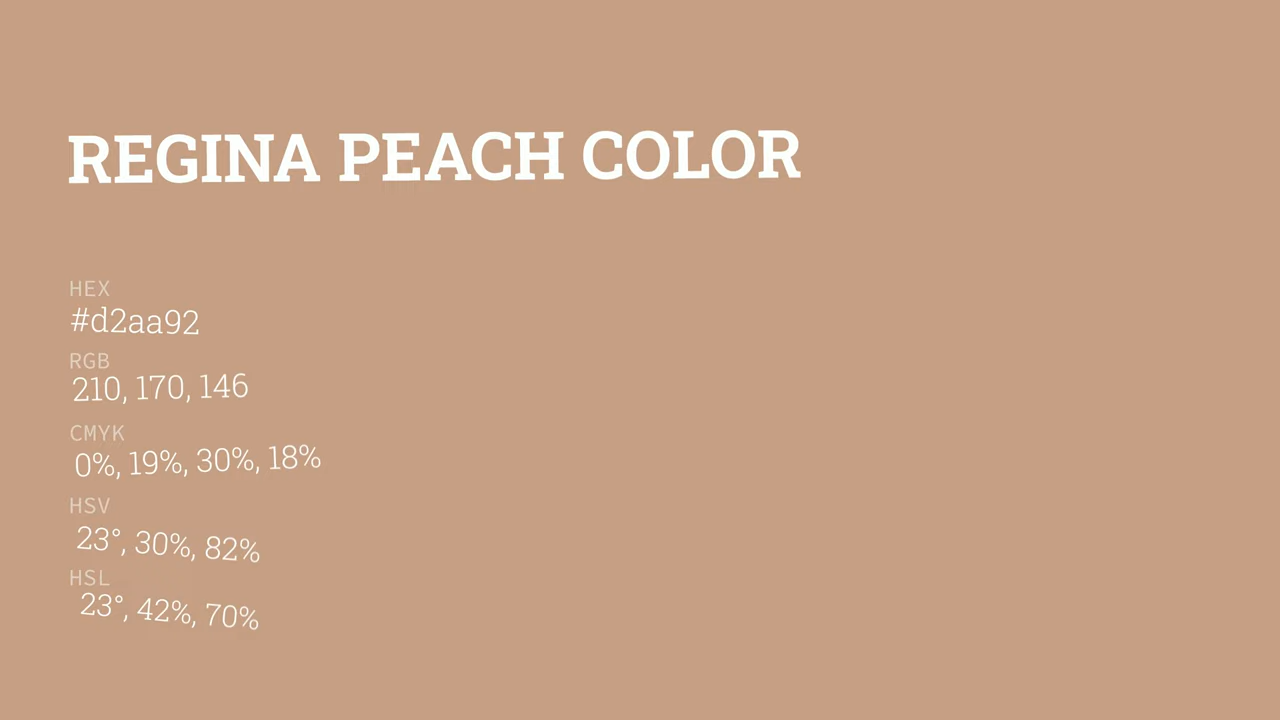 REGINA PEACH COLOR
HEX
#d2aa92
RGB
210, 170, 146
CMYK
0%, 19%, 30%, 18%
HSV
23°, 30%, 82%
HSL
23°, 42%, 70%